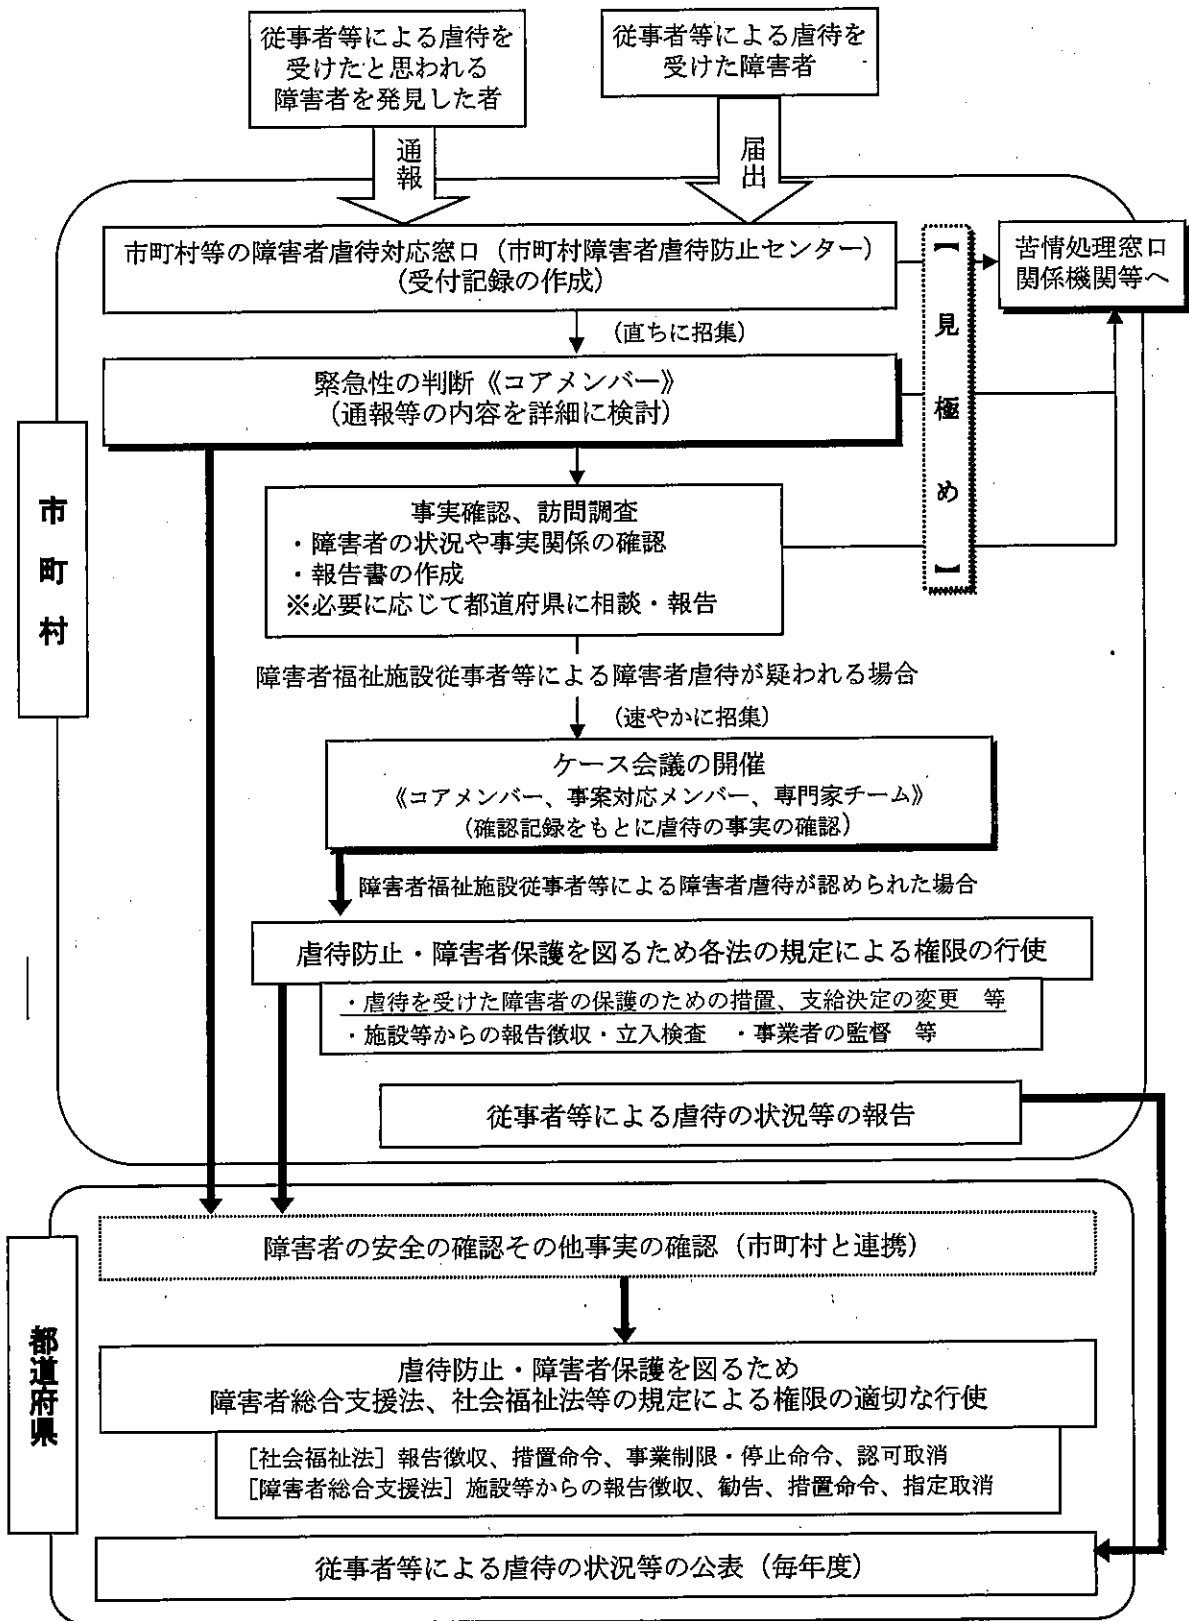 従事者等による虐待を
受けたと思われる
障害者を発見した者
従事者等による虐待を
受けた障害者
通報
届出
市町村等の障害者虐待対応窓口（市町村障害者虐待防止センター）
（受付記録の作成）
【見極め】
苦情処理窓口
関係機関等へ
（直ちに招集）
緊急性の判断《コアメンバー》
（通報等の内容を詳細に検討）
市町村
事実確認、訪問調査
・障害者の状況や事実関係の確認
・報告書の作成
※必要に応じて都道府県に相談・報告
障害者福祉施設従事者等による障害者虐待が疑われる場合
（速やかに招集）
ケース会議の開催
《コアメンバー、事案対応メンバー、専門家チーム》
（確認記録をもとに虐待の事実の確認）
障害者福祉施設従事者等による障害者虐待が認められた場合
虐待防止・障害者保護を図るため各法の規定による権限の行使
・虐待を受けた障害者の保護のための措置、支給決定の変更　等
・施設等からの報告徴収・立入検査　・事業者の監督　等
従事者等による虐待の状況等の報告
都道府県
障害者の安全の確認その他事実の確認（市町村と連携）
虐待防止・障害者保護を図るため
障害者総合支援法、社会福祉法等の規定による権限の適切な行使
［社会福祉法］報告徴収、措置命令、事業制限・停止命令、認可取消
［障害者総合支援法］施設等からの報告徴収、勧告、措置命令、指定取消
従事者等による虐待の状況等の公表（毎年度）